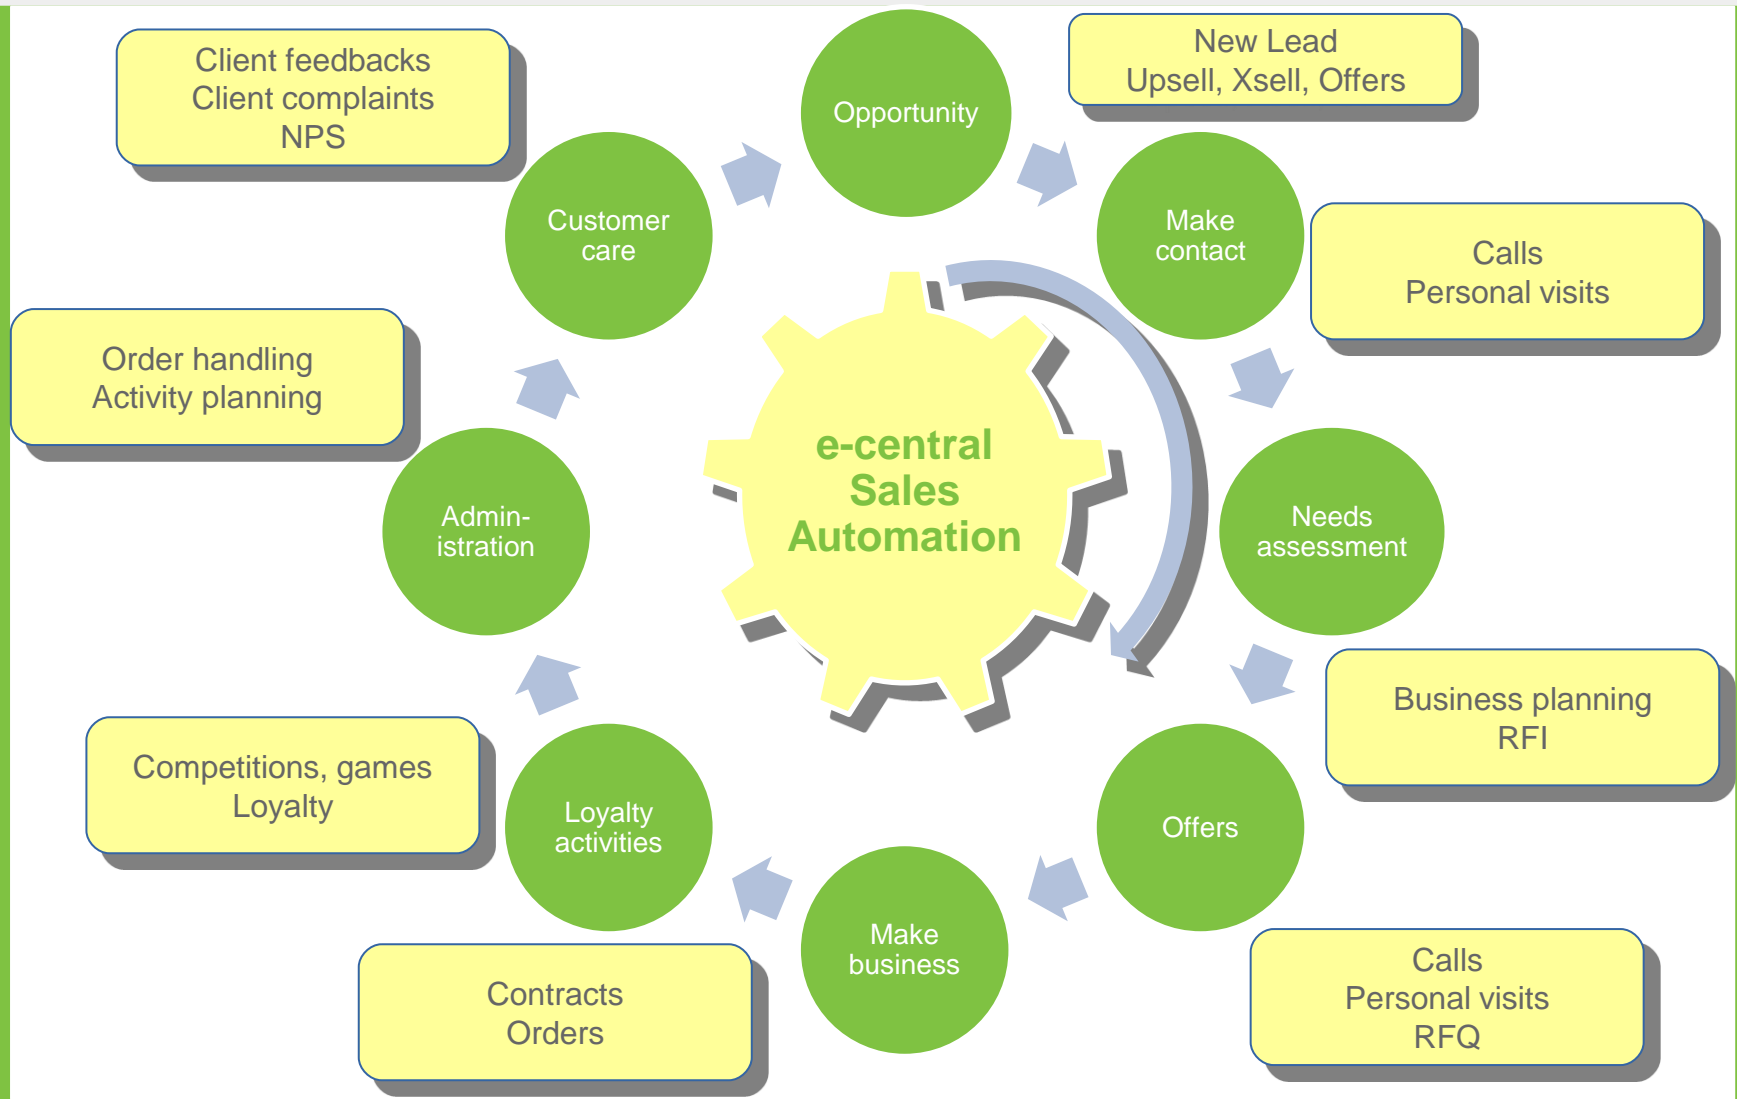 Client feedbacks
Client complaints
NPS
Opportunity
New Lead
Upsell, Xsell, Offers
Customer
care
Make
contact
Calls
Personal visits
Order handling
Activity planning
e-central
Sales
Automation
Admin-
istration
Needs
assessment
Business planning
RFI
Competitions, games
Loyalty
Loyalty
activities
Offers
Make
business
Contracts
Orders
Calls
Personal visits
RFQ